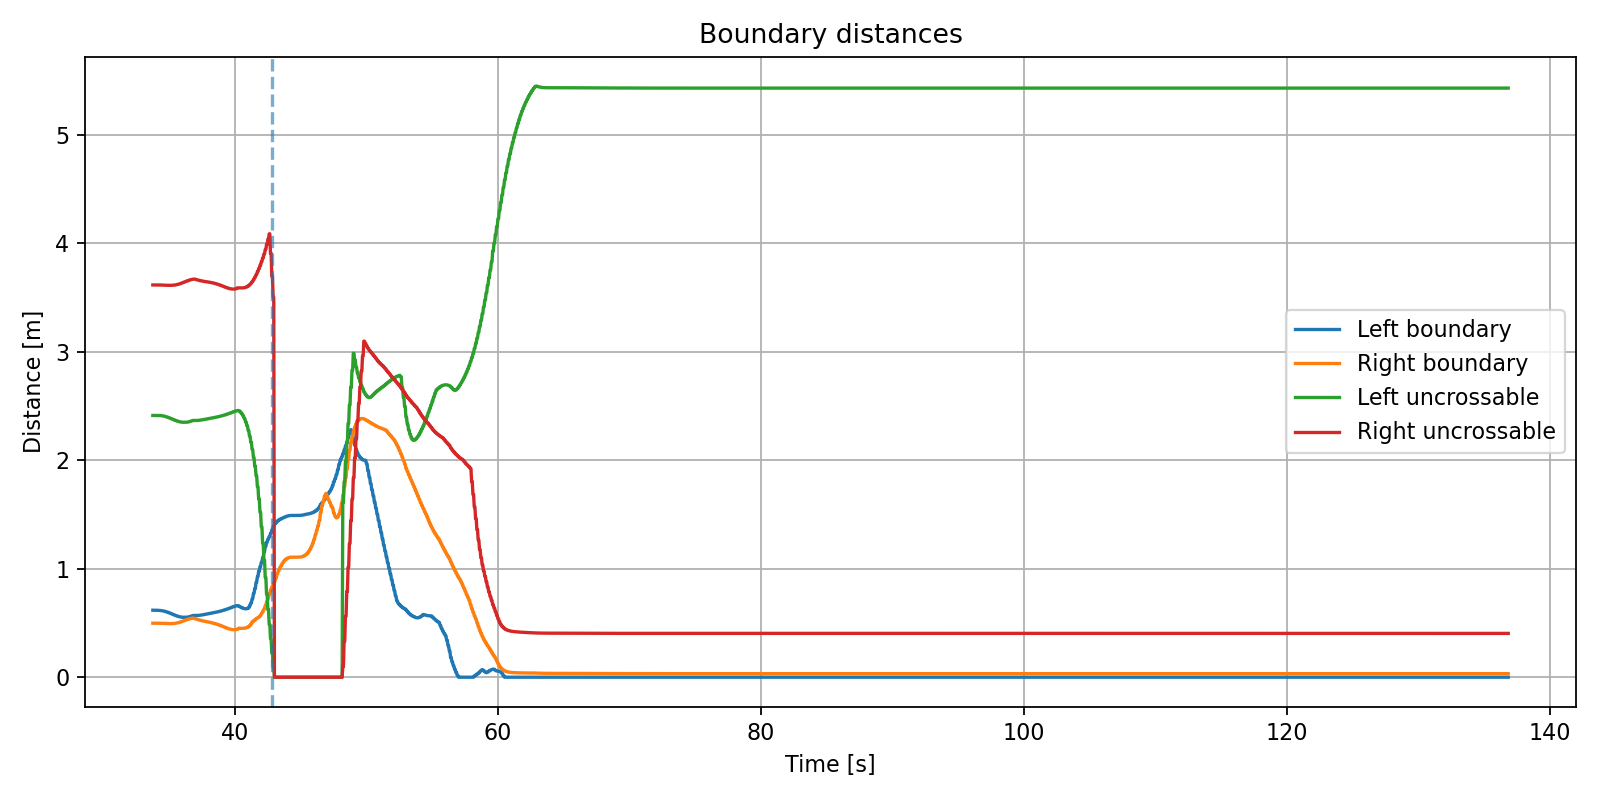 Boundary distances
Distance [m]
5
4
3
2
1
0
Left boundary
Right boundary
Left uncrossable
Right uncrossable
40
60
80
100
120
140
Time [s]